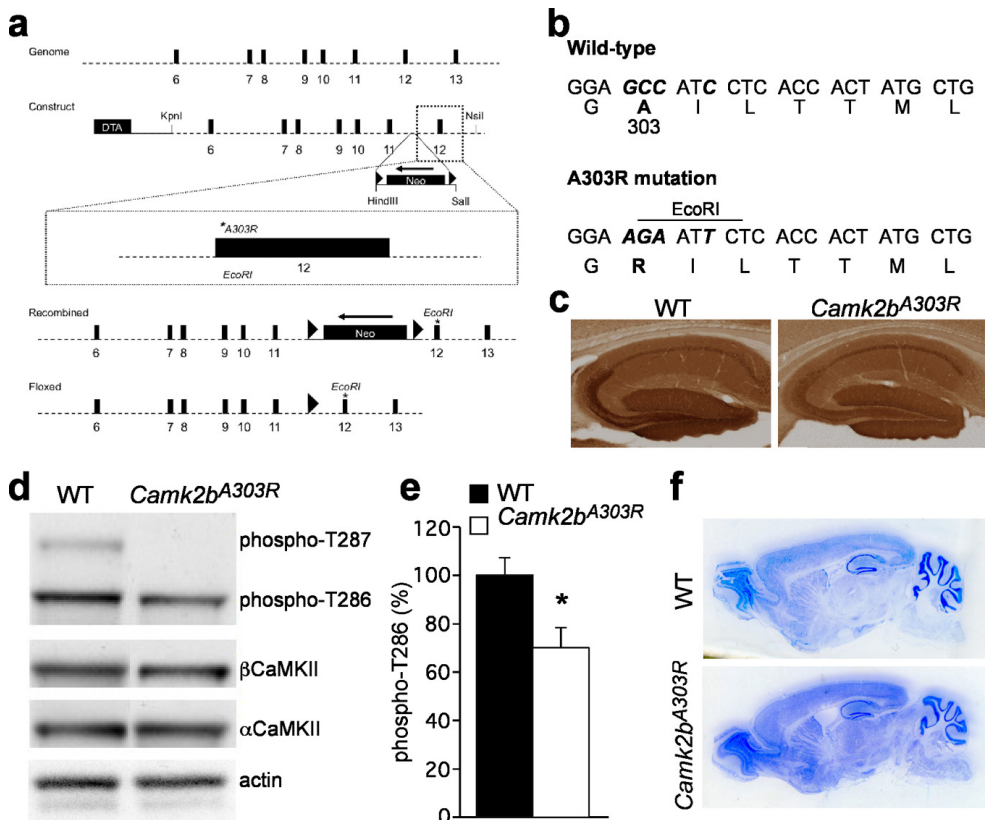 a
Genome
6 7 8 9 10 11 12 13
Construct
DTA KpnI NsiI
6 7 8 9 10 11 12
Neo
HindIII SalI
*A303R
12
EcoRI
Recombined
EcoRI
Neo *
6 7 8 9 10 11 12 13
Floxed
EcoRI
*
6 7 8 9 10 11 12 13
b
Wild-type
GGA GCC ATC CTC ACC ACT ATG CTG
G A I L T T M L
303
A303R mutation
EcoRI
GGA AGA ATT CTC ACC ACT ATG CTG
G R I L T T M L
c
WT Camk2bA303R
d
WT Camk2bA303R
phospho-T287
phospho-T286
βCaMKII
αCaMKII
actin
e
WT
Camk2bA303R
phospho-T286 (%)
120
100
80
60
40
20
0
*
f
WT
Camk2bA303R